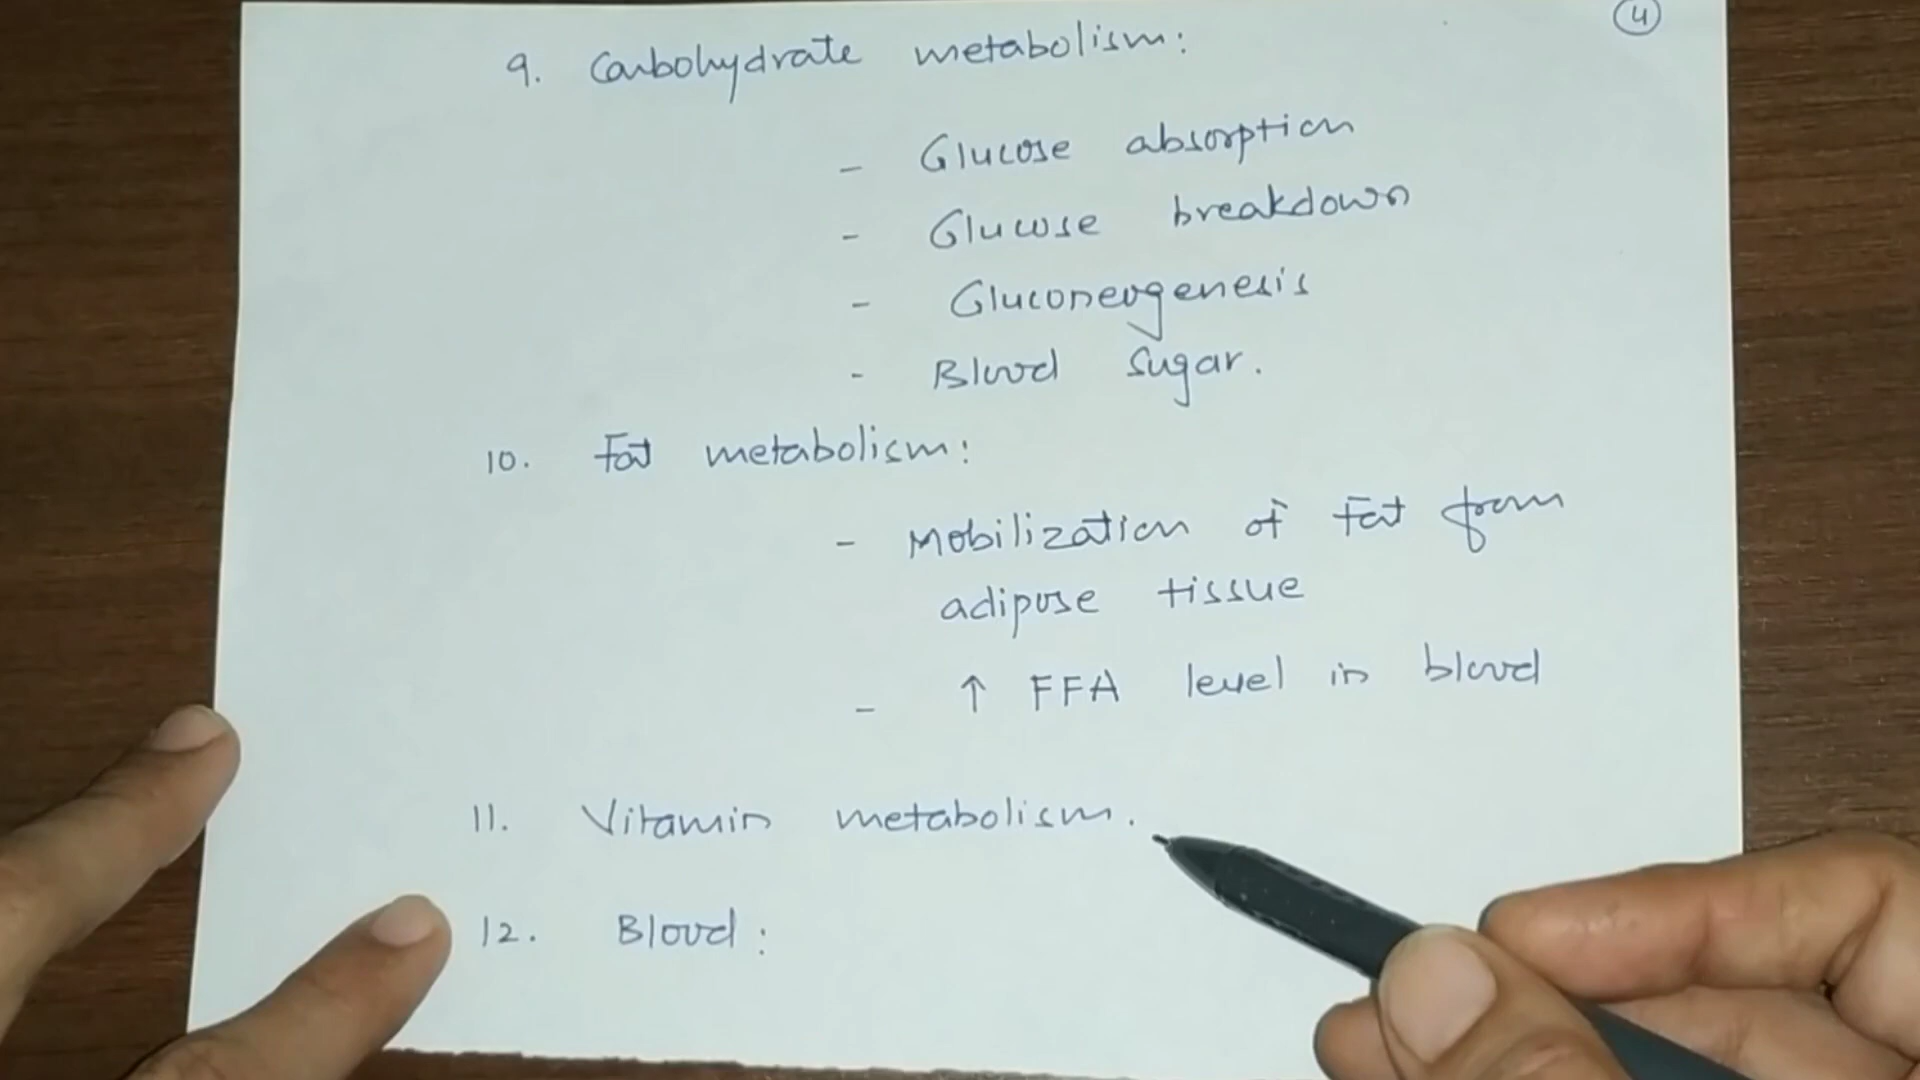 4
9. Carbohydrate metabolism:
- Glucose absorption
- Glucose breakdown
- Gluconeogenesis
- Blood sugar.
10. Fat metabolism:
- Mobilization of Fat from
adipose tissue
- ↑ FFA level in blood
11. Vitamin metabolism.
12. Blood: